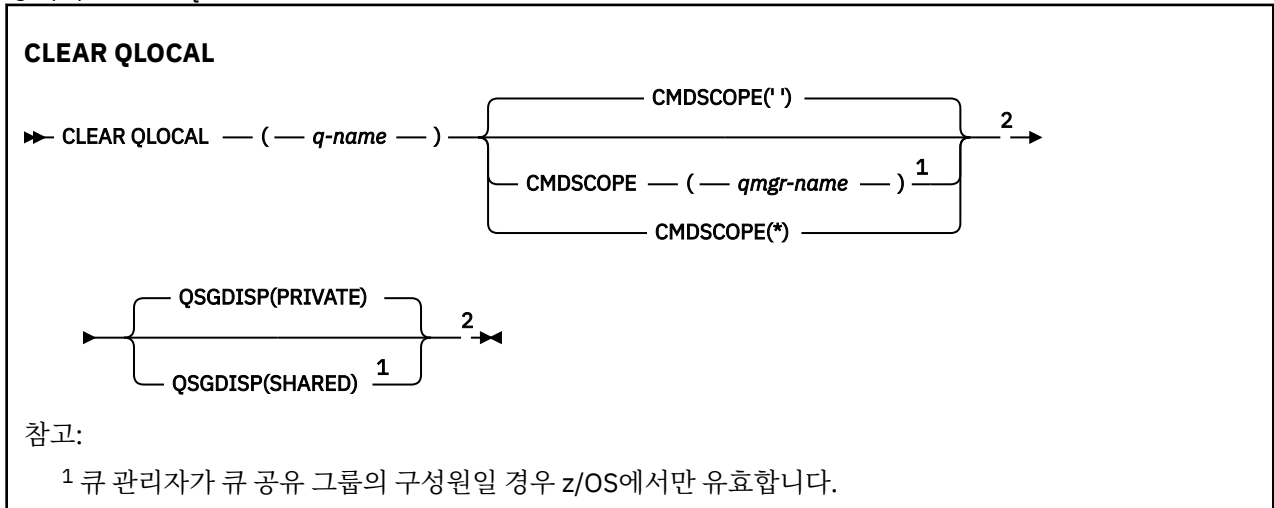 CLEAR QLOCAL
CMDSCOPE(' ')
CLEAR QLOCAL ( q-name ) 2
CMDSCOPE ( qmgr-name ) 1
CMDSCOPE(*)
QSGDISP(PRIVATE)
2
QSGDISP(SHARED) 1
참고:
1 큐 관리자가 큐 공유 그룹의 구성원일 경우 z/OS에서만 유효합니다.